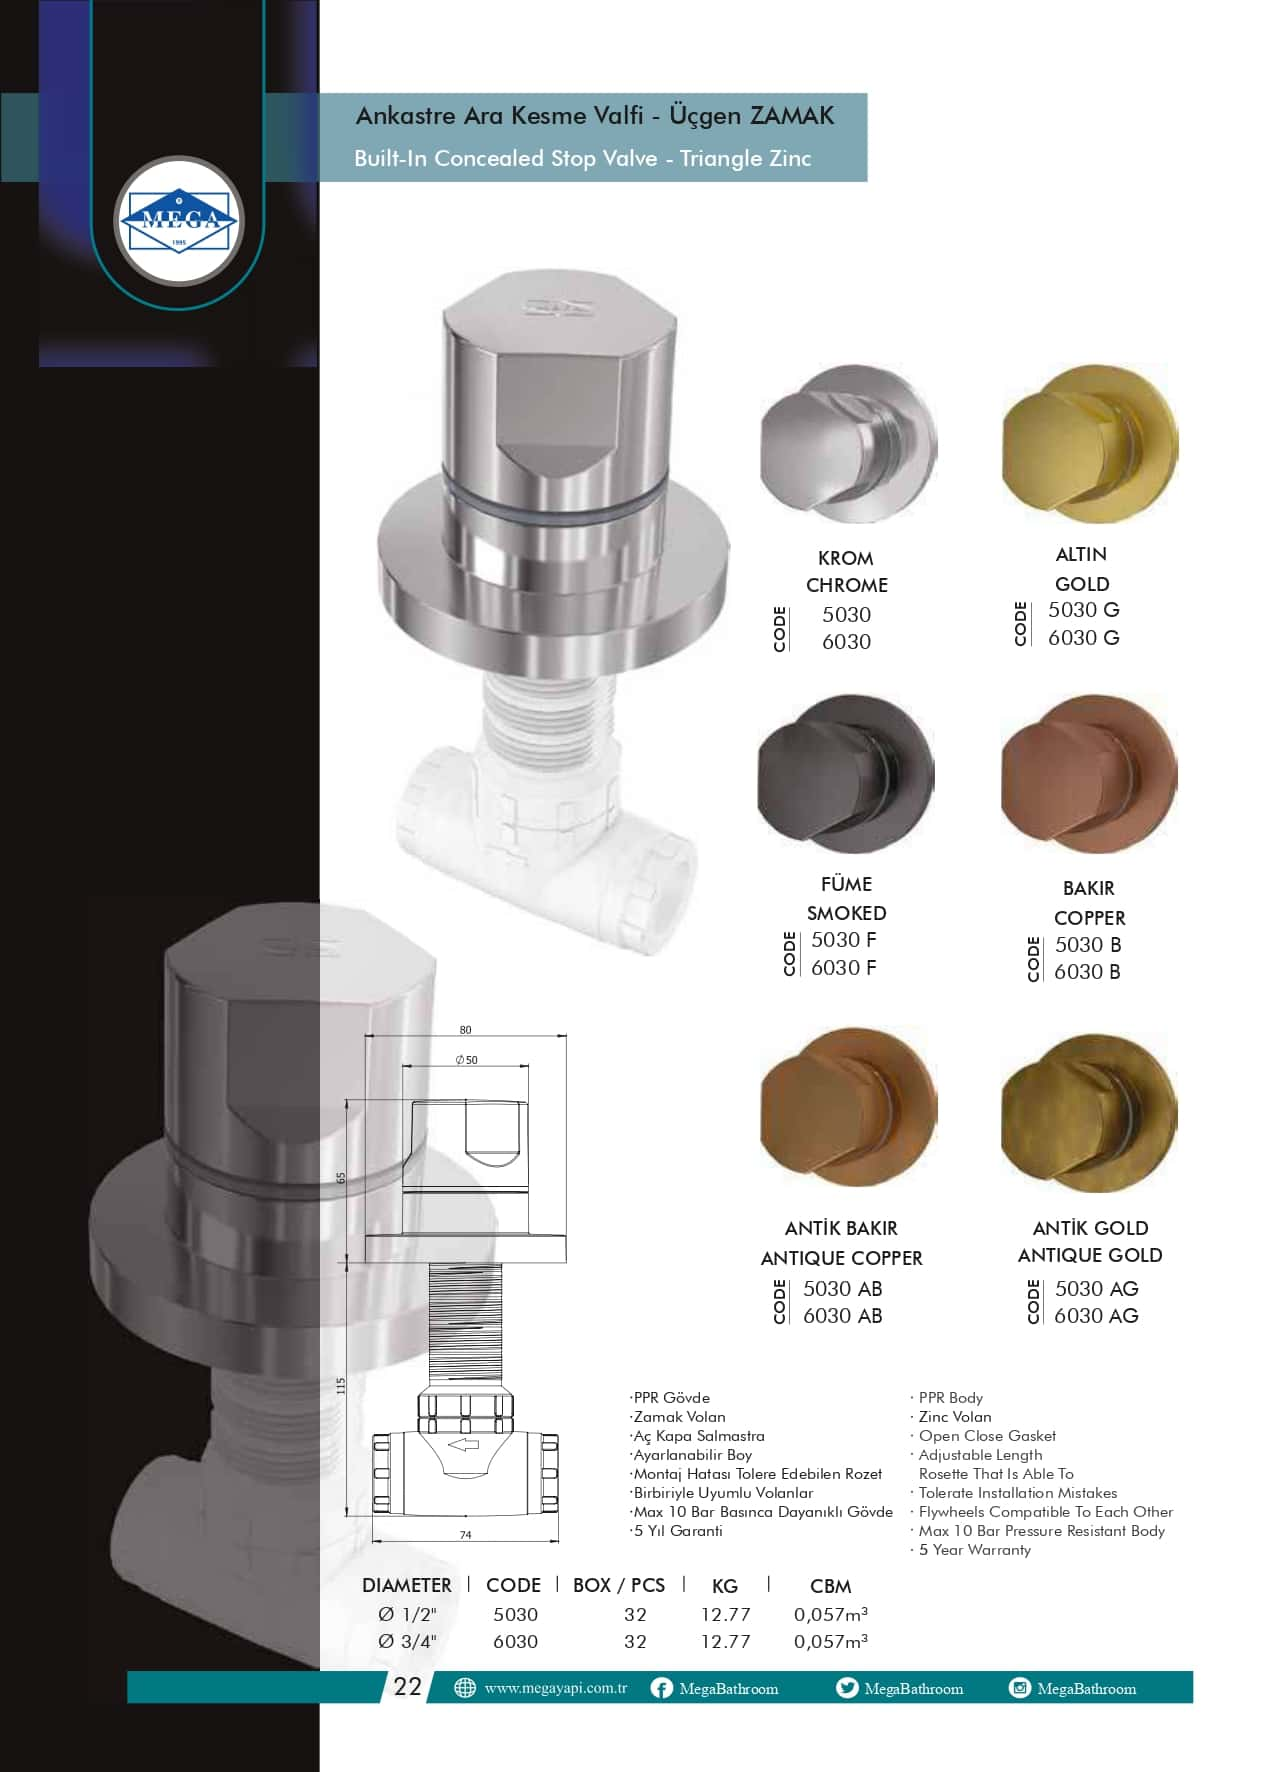 Ankastre Ara Kesme Valfi - Üçgen ZAMAK
Built-In Concealed Stop Valve - Triangle Zinc
MEGA
1995
KROM
CHROME
CODE
5030
6030
ALTIN
GOLD
CODE
5030 G
6030 G
FÜME
SMOKED
CODE
5030 F
6030 F
BAKIR
COPPER
CODE
5030 B
6030 B
ANTİK BAKIR
ANTIQUE COPPER
CODE
5030 AB
6030 AB
ANTİK GOLD
ANTIQUE GOLD
CODE
5030 AG
6030 AG
80
Ø50
65
115
74
·PPR Gövde
·Zamak Volan
·Aç Kapa Salmastra
·Ayarlanabilir Boy
·Montaj Hatası Tolere Edebilen Rozet
·Birbiriyle Uyumlu Volanlar
·Max 10 Bar Basınca Dayanıklı Gövde
·5 Yıl Garanti
· PPR Body
· Zinc Volan
· Open Close Gasket
· Adjustable Length
Rosette That Is Able To
· Tolerate Installation Mistakes
· Flywheels Compatible To Each Other
· Max 10 Bar Pressure Resistant Body
· 5 Year Warranty
DIAMETER | CODE | BOX / PCS | KG | CBM
Ø 1/2" 5030 32 12.77 0,057m³
Ø 3/4" 6030 32 12.77 0,057m³
22 www.megayapi.com.tr MegaBathroom MegaBathroom MegaBathroom